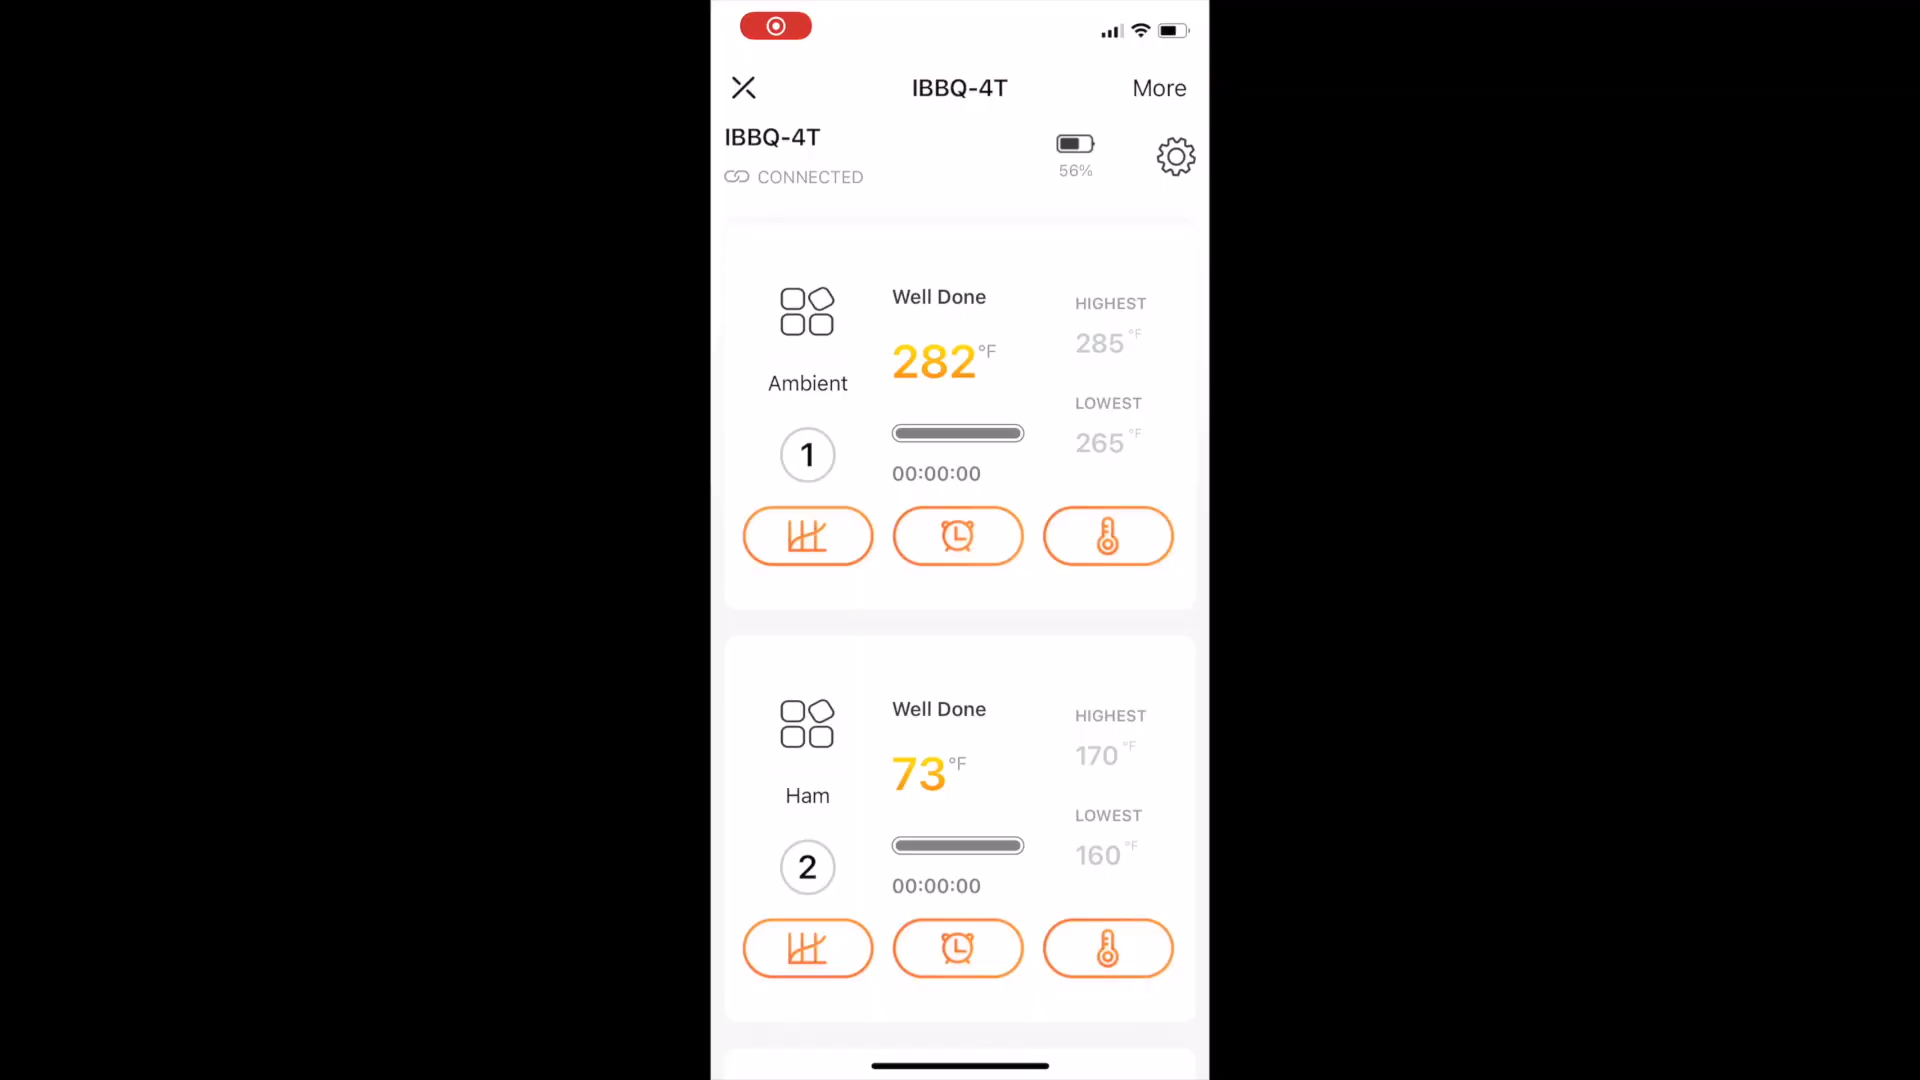 IBBQ-4T
More
IBBQ-4T
CONNECTED
56%
Well Done
282°F
Ambient
1
00:00:00
HIGHEST
285°F
LOWEST
265°F
Well Done
73°F
Ham
2
00:00:00
HIGHEST
170°F
LOWEST
160°F